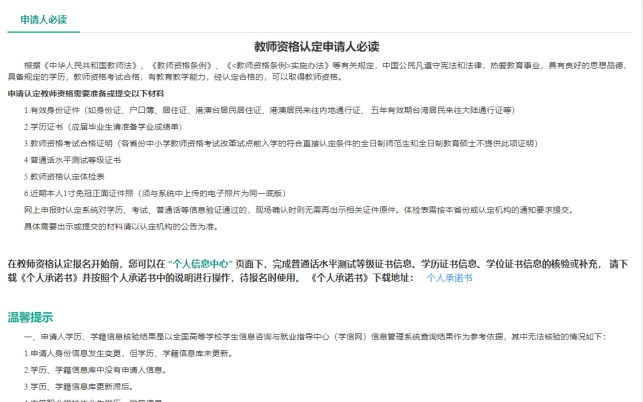 申请人必读
教师资格认定申请人必读
根据《中华人民共和国教师法》、《教师资格条例》、《<教师资格条例>实施办法》等有关规定，中国公民凡遵守宪法和法律，热爱教育事业，具有良好的思想品德，
具备规定的学历，教师资格考试合格，有教育教学能力，经认定合格的，可以取得教师资格。
申请认定教师资格需要准备或提交以下材料
1.有效身份证件（如身份证、户口簿、居住证、港澳台居民居住证、港澳居民来往内地通行证、 五年有效期台湾居民来往大陆通行证等）
2.学历证书（应届毕业生请准备学业成绩单）
3.教师资格考试合格证明（各省份中小学教师资格考试改革试点前入学的符合直接认定条件的全日制师范生和全日制教育硕士不提供此项证明）
4.普通话水平测试等级证书
5.教师资格认定体检表
6.近期本人1寸免冠正面证件照（须与系统中上传的电子照片为同一底版）
网上申报时认定系统对学历、考试、普通话等信息验证通过的，现场确认时则无需再出示相关证件原件。体检表需按本省份或认定机构的通知要求提交。
具体需要出示或提交的材料请以认定机构的公告为准。
在教师资格认定报名开始前，您可以在 “个人信息中心” 页面下，完成普通话水平测试等级证书信息、学历证书信息、学位证书信息的核验或补充， 请下
载《个人承诺书》并按照个人承诺书中的说明进行操作，待报名时使用。 《个人承诺书》下载地址： 个人承诺书
温馨提示
一、申请人学历、学籍信息核验结果是以全国高等学校学生信息咨询与就业指导中心（学信网）信息管理系统查询结果作为参考依据，其中无法核验的情况如下：
1.申请人身份信息发生变更，但学历、学籍信息库未更新。
2.学历、学籍信息库中没有申请人信息。
3.学历、学籍信息库更新滞后。